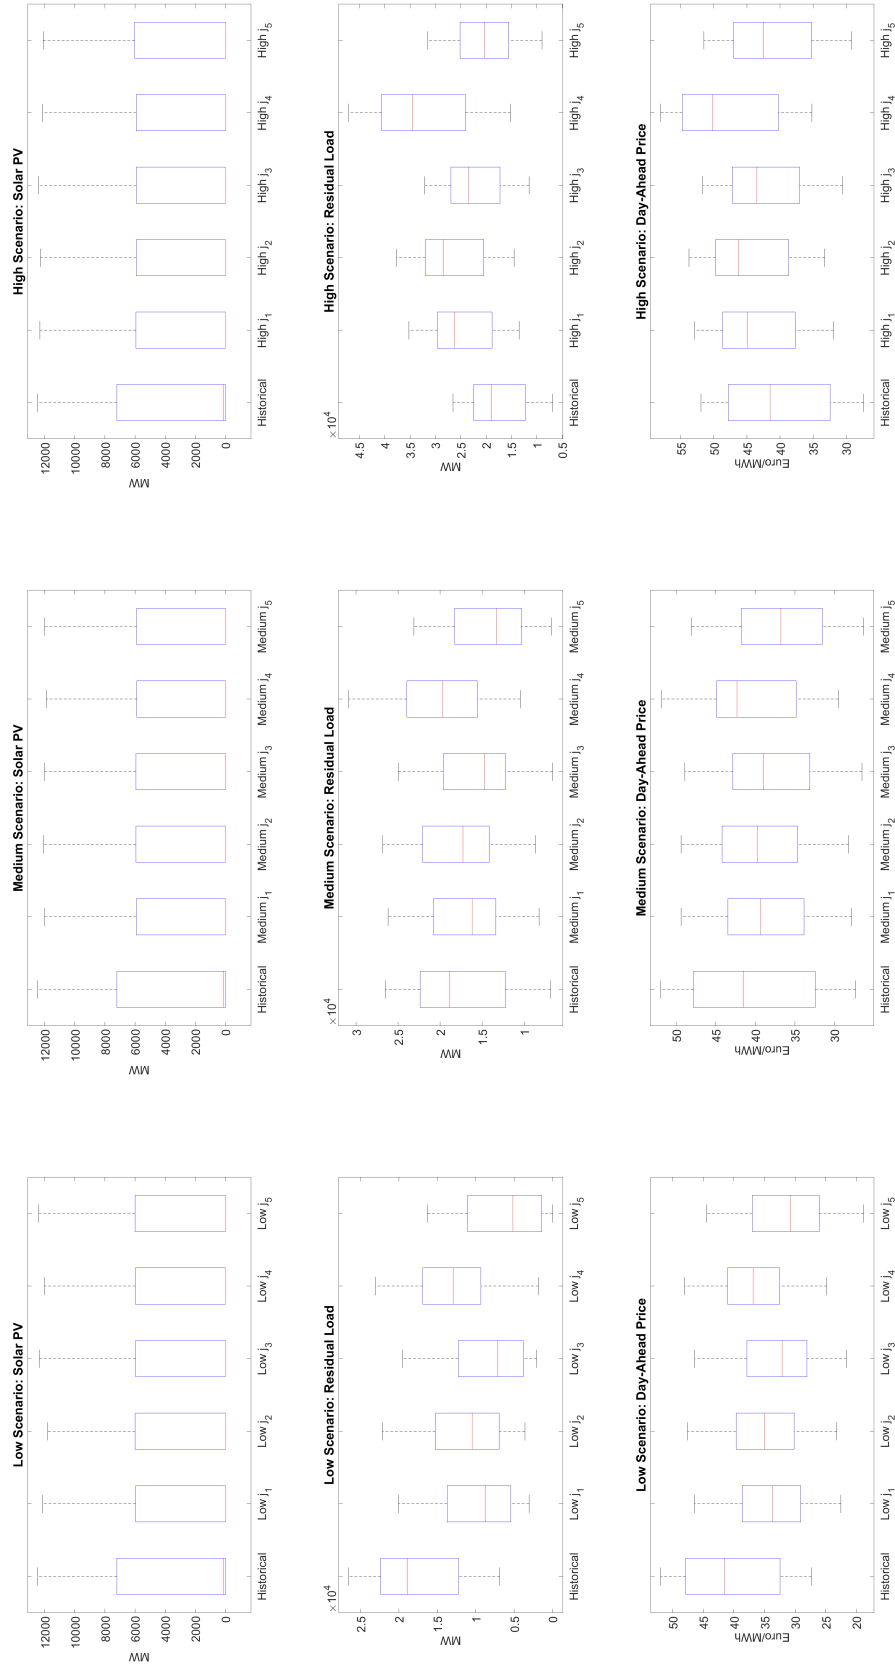 Low Scenario: Solar PV
12000
10000
8000
6000
4000
2000
0
MW
Historical Low j1 Low j2 Low j3 Low j4 Low j5
Medium Scenario: Solar PV
12000
10000
8000
6000
4000
2000
0
MW
Historical Medium j1 Medium j2 Medium j3 Medium j4 Medium j5
High Scenario: Solar PV
12000
10000
8000
6000
4000
2000
0
MW
Historical High j1 High j2 High j3 High j4 High j5
Low Scenario: Residual Load
×10^4
2.5
2
1.5
1
0.5
0
MW
Historical Low j1 Low j2 Low j3 Low j4 Low j5
Medium Scenario: Residual Load
×10^4
3
2.5
2
1.5
1
MW
Historical Medium j1 Medium j2 Medium j3 Medium j4 Medium j5
High Scenario: Residual Load
×10^4
4.5
4
3.5
3
2.5
2
1.5
1
0.5
MW
Historical High j1 High j2 High j3 High j4 High j5
Low Scenario: Day-Ahead Price
50
45
40
35
30
25
20
Euro/MWh
Historical Low j1 Low j2 Low j3 Low j4 Low j5
Medium Scenario: Day-Ahead Price
50
45
40
35
30
Euro/MWh
Historical Medium j1 Medium j2 Medium j3 Medium j4 Medium j5
High Scenario: Day-Ahead Price
55
50
45
40
35
30
Euro/MWh
Historical High j1 High j2 High j3 High j4 High j5